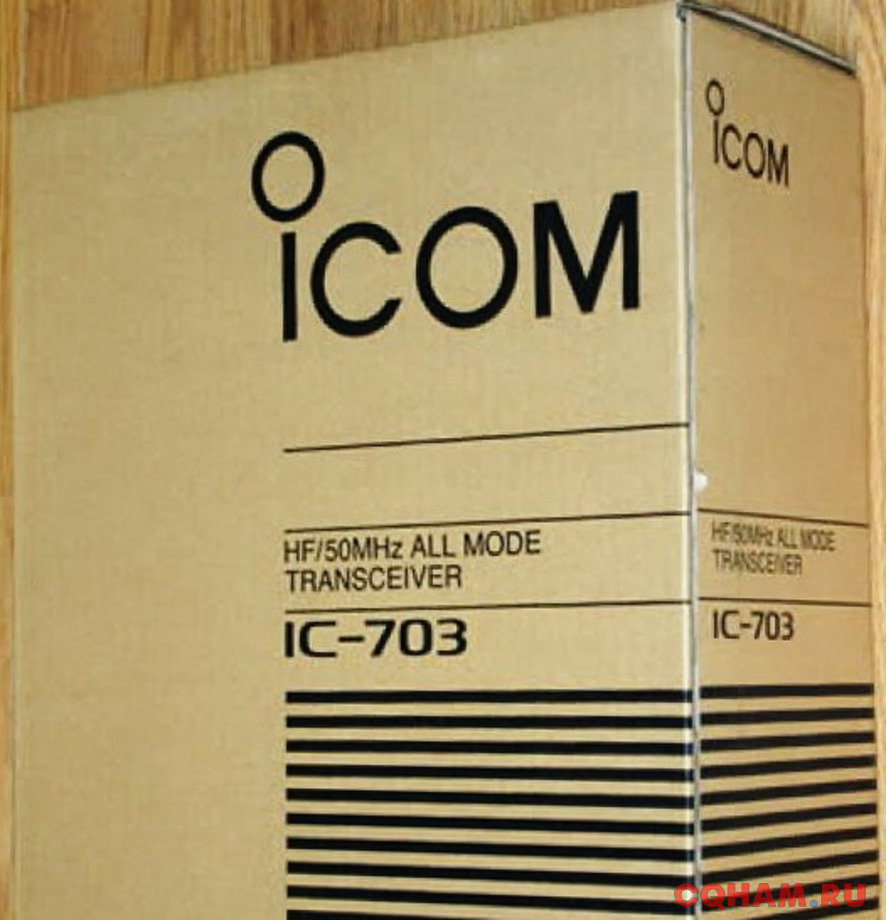 ICOM
HF/50MHz ALL MODE
TRANSCEIVER
IC-703
ICOM
HF/50MHz ALL MODE
TRANSCEIVER
IC-703
CQHAM.RU